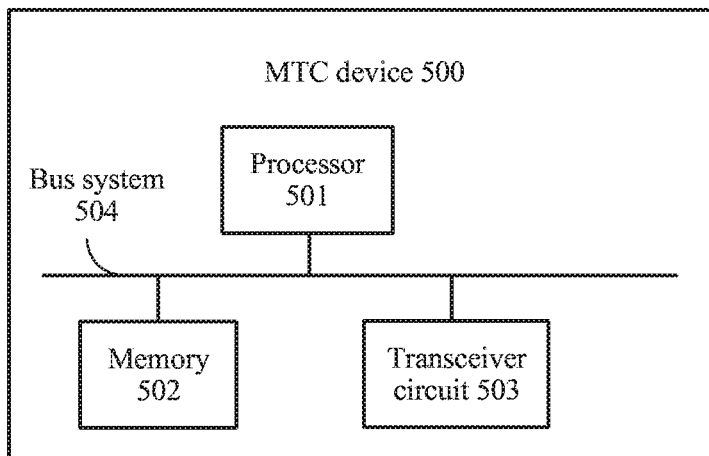 MTC device 500
Processor
501
Bus system
504
Memory
502
Transceiver
circuit 503